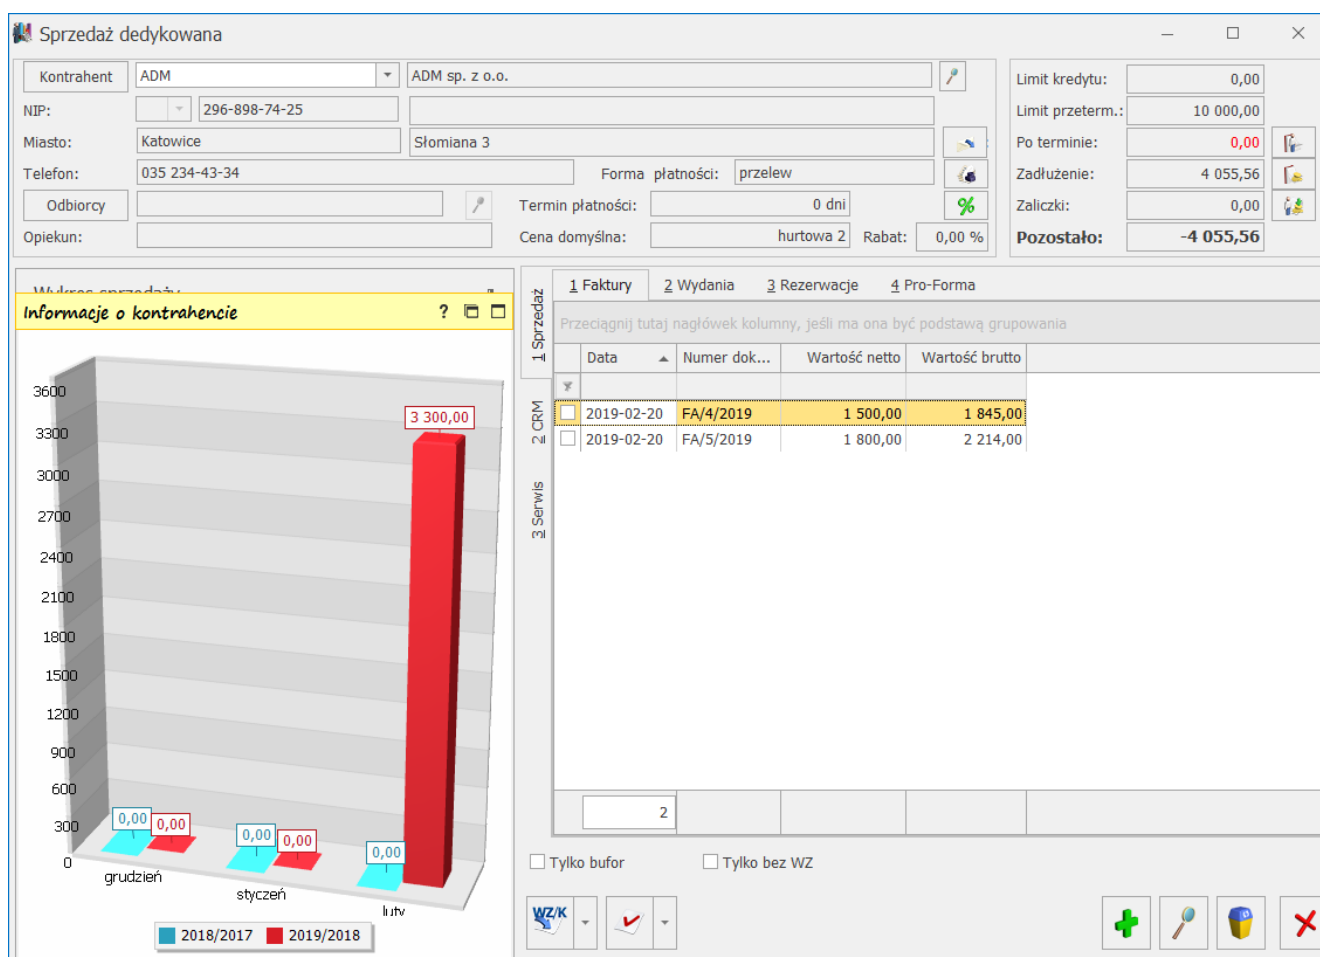 Sprzedaż dedykowana
Kontrahent ADM ADM sp. z o.o.
NIP: 296-898-74-25
Miasto: Katowice Słomiana 3
Telefon: 035 234-43-34 Forma płatności: przelew
Odbiorcy Termin płatności: 0 dni
Opiekun: Cena domyślna: hurtowa 2 Rabat: 0,00 %
Limit kredytu: 0,00
Limit przeterm.: 10 000,00
Po terminie: 0,00
Zadłużenie: 4 055,56
Zaliczki: 0,00
Pozostało: -4 055,56
Wykres sprzedaży
Informacje o kontrahencie ?
3600
3300
3000
2700
2400
2100
1800
1500
1200
900
600
300
0
3 300,00
0,00 0,00
0,00 0,00
0,00
grudzień
styczeń
luty
2018/2017 2019/2018
1 Sprzedaż
2 CRM
3 Serwis
1 Faktury 2 Wydania 3 Rezerwacje 4 Pro-Forma
Przeciągnij tutaj nagłówek kolumny, jeśli ma ona być podstawą grupowania
Data Numer dok... Wartość netto Wartość brutto
2019-02-20 FA/4/2019 1 500,00 1 845,00
2019-02-20 FA/5/2019 1 800,00 2 214,00
2
Tylko bufor Tylko bez WZ
WZ/K
%